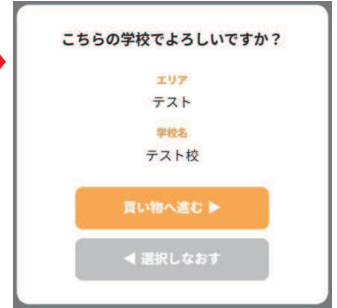 こちらの学校でよろしいですか？
エリア
テスト
学校名
テスト校
買い物へ進む ▶
◀ 選択しなおす